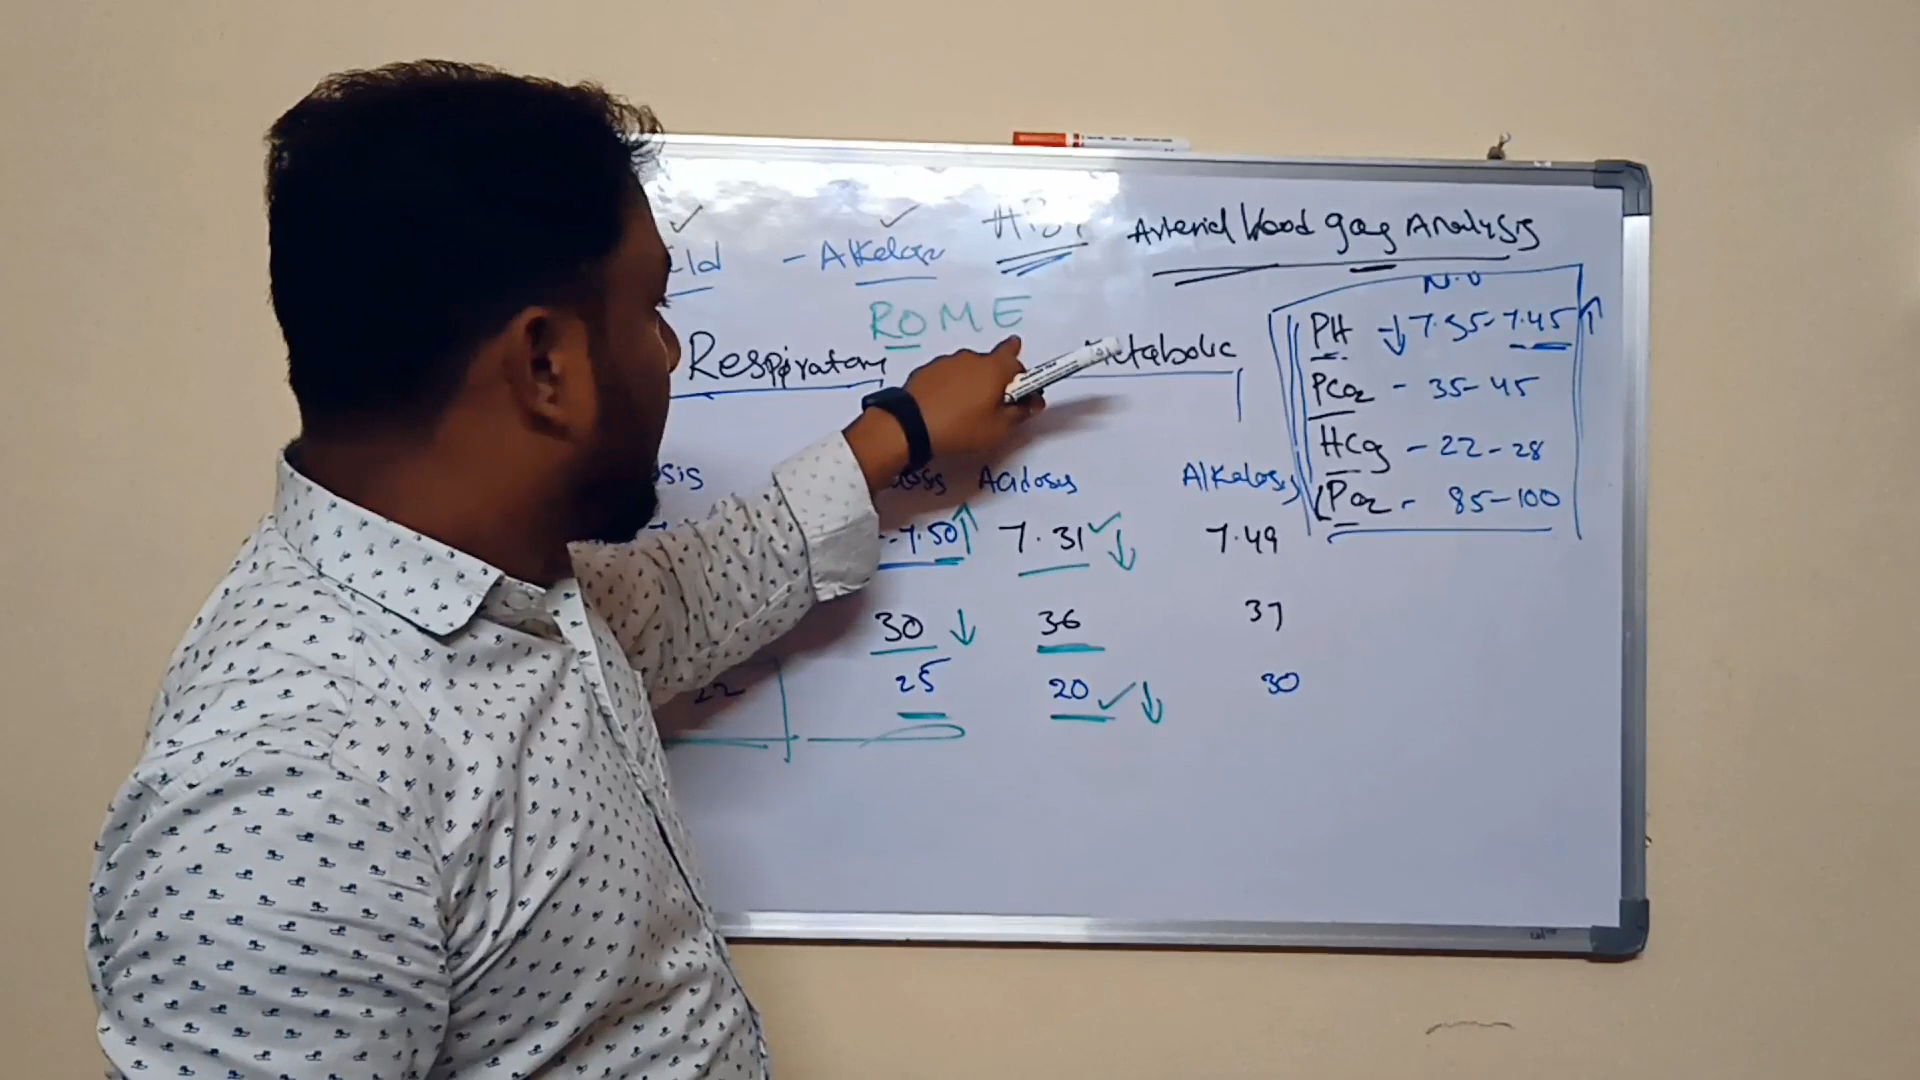 - Alkalosis
Arterial blood gas Analysis
ROME
N.V
Respiratory
Metabolic
PH ↓ 7.35-7.45 ↑
PCO2 - 35-45
HCO3 - 22-28
PO2 - 85-100
Acidosis Alkalosis
7.50 ↑ 7.31 ✓ ↓ 7.49
30 ↓ 36 37
22 25 20 ✓ ↓ 30